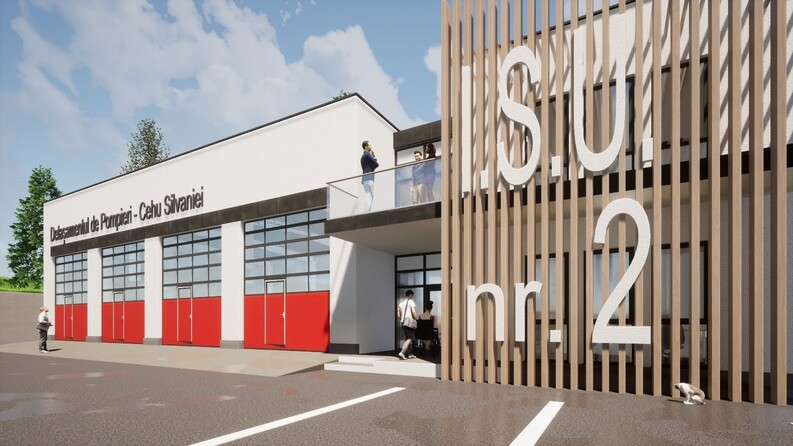 Detașamentul de Pompieri - Cehu Silvaniei
I.S.U.
nr. 2